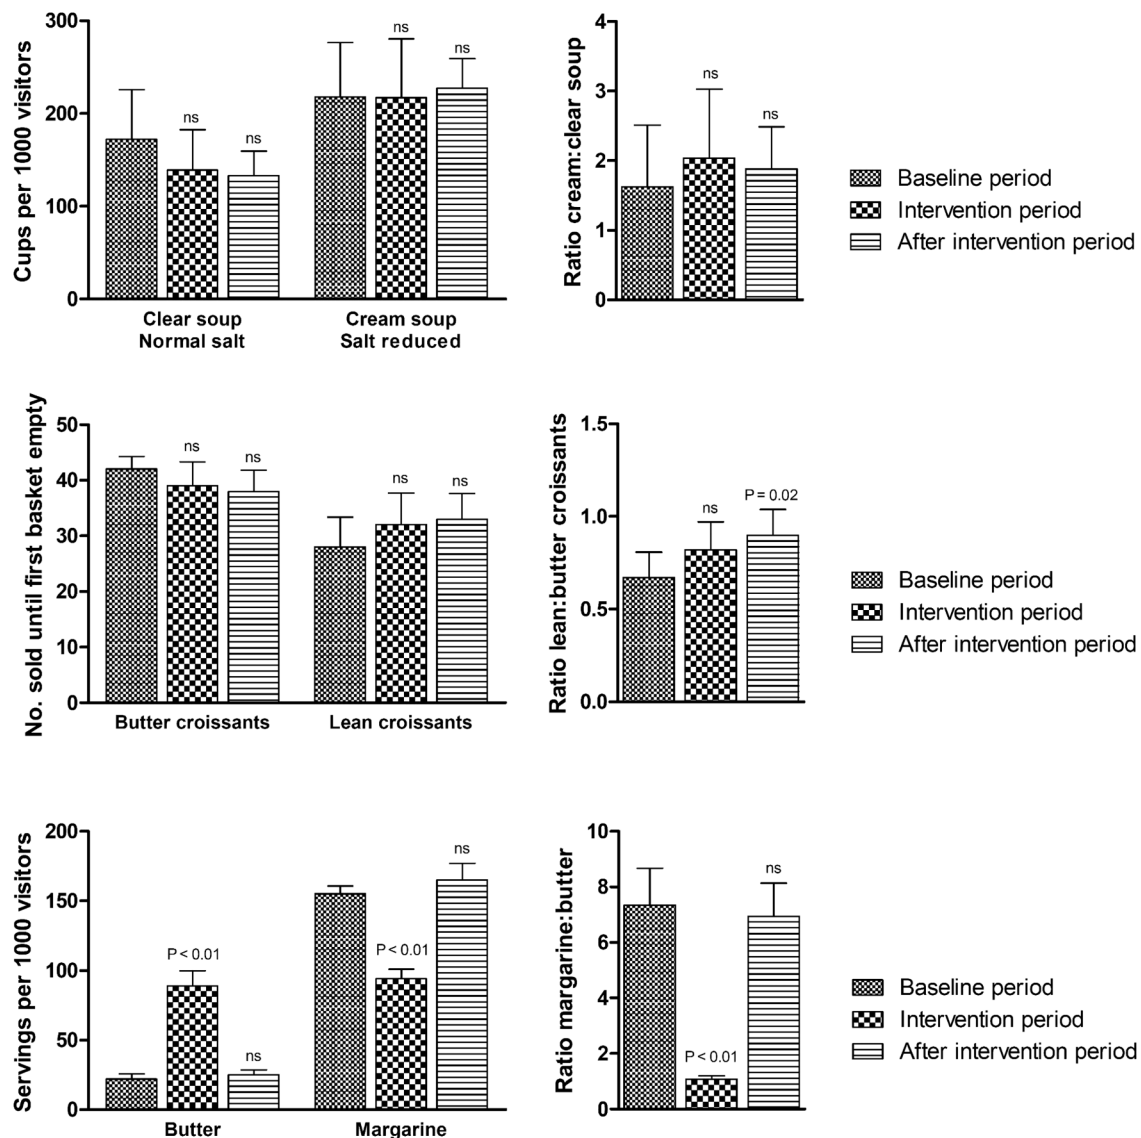 Cups per 1000 visitors
300
200
100
0
ns
ns
ns
ns
Clear soup
Normal salt
Cream soup
Salt reduced
Ratio cream:clear soup
4
3
2
1
0
ns
ns
Baseline period
Intervention period
After intervention period
No. sold until first basket empty
50
40
30
20
10
0
ns
ns
ns
ns
Butter croissants
Lean croissants
Ratio lean:butter croissants
1.5
1.0
0.5
0.0
ns
P = 0.02
Baseline period
Intervention period
After intervention period
Servings per 1000 visitors
200
150
100
50
0
P < 0.01
ns
P < 0.01
ns
Butter
Margarine
Ratio margarine:butter
10
8
6
4
2
0
P < 0.01
ns
Baseline period
Intervention period
After intervention period